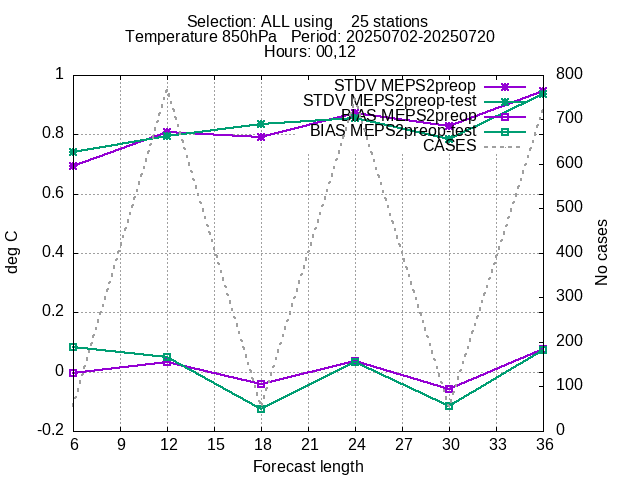 Selection: ALL using    25 stations
Temperature 850hPa   Period: 20250702-20250720
Hours: 00,12
STDV MEPS2preop
STDV MEPS2preop-test
BIAS MEPS2preop
BIAS MEPS2preop-test
CASES
1
0.8
0.6
0.4
0.2
0
-0.2
deg C
800
700
600
500
400
300
200
100
0
No cases
6 9 12 15 18 21 24 27 30 33 36
Forecast length